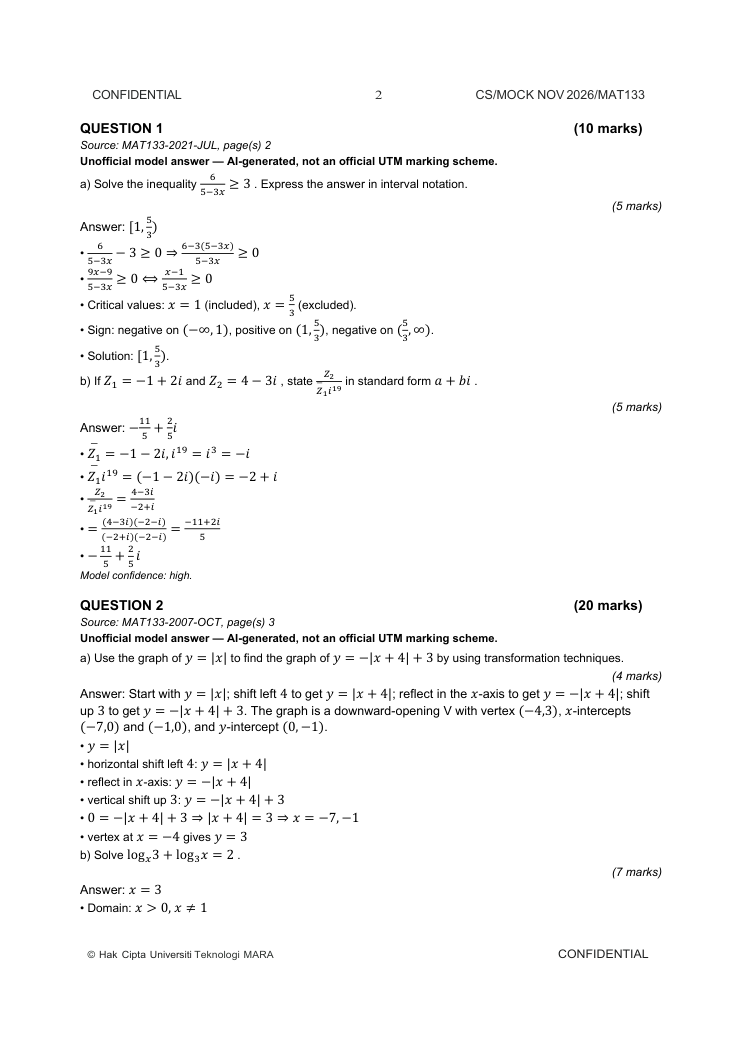 CONFIDENTIAL 2 CS/MOCK NOV 2026/MAT133
QUESTION 1 (10 marks)
Source: MAT133-2021-JUL, page(s) 2
Unofficial model answer — AI-generated, not an official UTM marking scheme.
a) Solve the inequality 6/(5−3x) ≥ 3 . Express the answer in interval notation.
(5 marks)
Answer: [1, 5/3)
• 6/(5−3x) − 3 ≥ 0 ⇒ (6−3(5−3x))/(5−3x) ≥ 0
• (9x−9)/(5−3x) ≥ 0 ⟺ (x−1)/(5−3x) ≥ 0
• Critical values: x = 1 (included), x = 5/3 (excluded).
• Sign: negative on (−∞, 1), positive on (1, 5/3), negative on (5/3, ∞).
• Solution: [1, 5/3).
b) If Z₁ = −1 + 2i and Z₂ = 4 − 3i , state Z₂/(Z̄₁i¹⁹) in standard form a + bi .
(5 marks)
Answer: −11/5 + 2/5 i
• Z̄₁ = −1 − 2i, i¹⁹ = i³ = −i
• Z̄₁i¹⁹ = (−1 − 2i)(−i) = −2 + i
• Z₂/(Z̄₁i¹⁹) = (4−3i)/(−2+i)
• = ((4−3i)(−2−i))/((−2+i)(−2−i)) = (−11+2i)/5
• −11/5 + 2/5 i
Model confidence: high.
QUESTION 2 (20 marks)
Source: MAT133-2007-OCT, page(s) 3
Unofficial model answer — AI-generated, not an official UTM marking scheme.
a) Use the graph of y = |x| to find the graph of y = −|x + 4| + 3 by using transformation techniques.
(4 marks)
Answer: Start with y = |x|; shift left 4 to get y = |x + 4|; reflect in the x-axis to get y = −|x + 4|; shift
up 3 to get y = −|x + 4| + 3. The graph is a downward-opening V with vertex (−4,3), x-intercepts
(−7,0) and (−1,0), and y-intercept (0, −1).
• y = |x|
• horizontal shift left 4: y = |x + 4|
• reflect in x-axis: y = −|x + 4|
• vertical shift up 3: y = −|x + 4| + 3
• 0 = −|x + 4| + 3 ⇒ |x + 4| = 3 ⇒ x = −7, −1
• vertex at x = −4 gives y = 3
b) Solve logₓ3 + log₃x = 2 .
(7 marks)
Answer: x = 3
• Domain: x > 0, x ≠ 1
© Hak Cipta Universiti Teknologi MARA CONFIDENTIAL